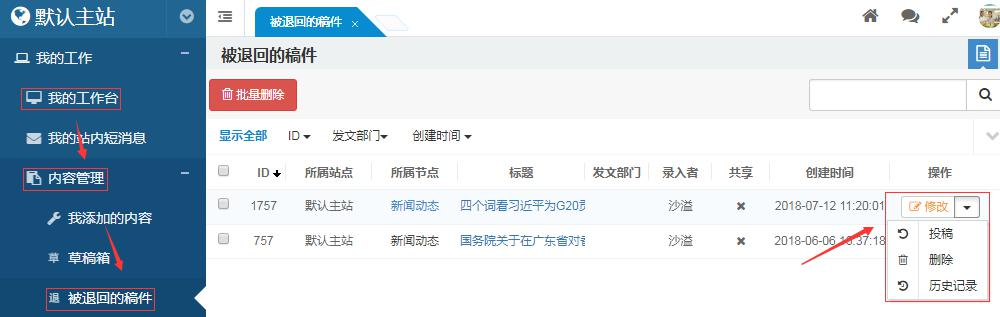 默认主站
我的工作
我的工作台
我的站内短消息
内容管理
我添加的内容
草 草稿箱
退 被退回的稿件
被退回的稿件 ×
被退回的稿件
批量删除
显示全部 ID 发文部门 创建时间
ID 所属站点 所属节点 标题 发文部门 录入者 共享 创建时间 操作
1757 默认主站 新闻动态 四个词看习近平为G20 沙溢 2018-07-12 11:20:01 修改
757 默认主站 新闻动态 国务院关于在广东省对 沙溢 2018-06-06 :37:18
投稿
删除
历史记录